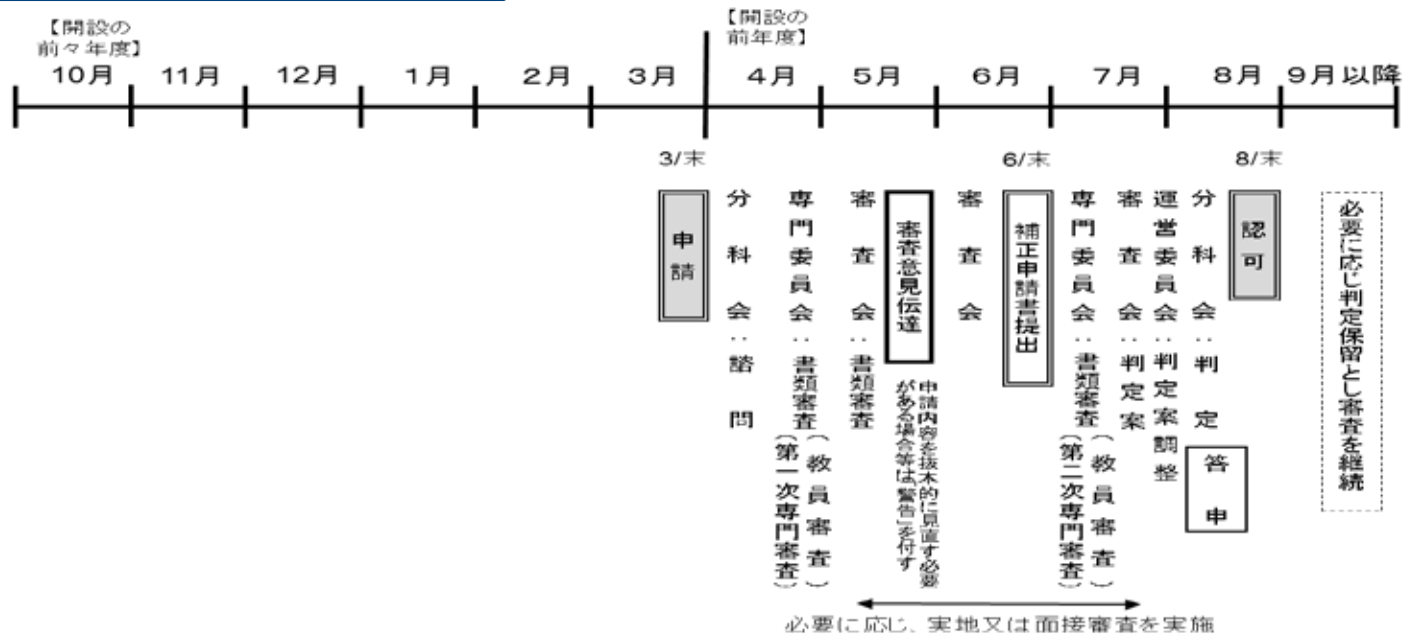 【開設の
前々年度】
【開設の
前年度】
10月
11月
12月
1月
2月
3月
4月
5月
6月
7月
8月
9月以降
3/末
6/末
8/末
申請
分科会：諮問
専門委員会：書類審査
（教員審査）
（第一次専門審査）
審査会：書類審査
審査意見伝達
申請内容を抜本的に見直す必要
がある場合等は、「警告」を付す
審査会
補正申請書提出
専門委員会：書類審査
（教員審査）
（第二次専門審査）
審査会：判定案
運営委員会：判定案調整
分科会：判定
答申
認可
必要に応じ判定保留とし審査を継続
必要に応じ、実地又は面接審査を実施